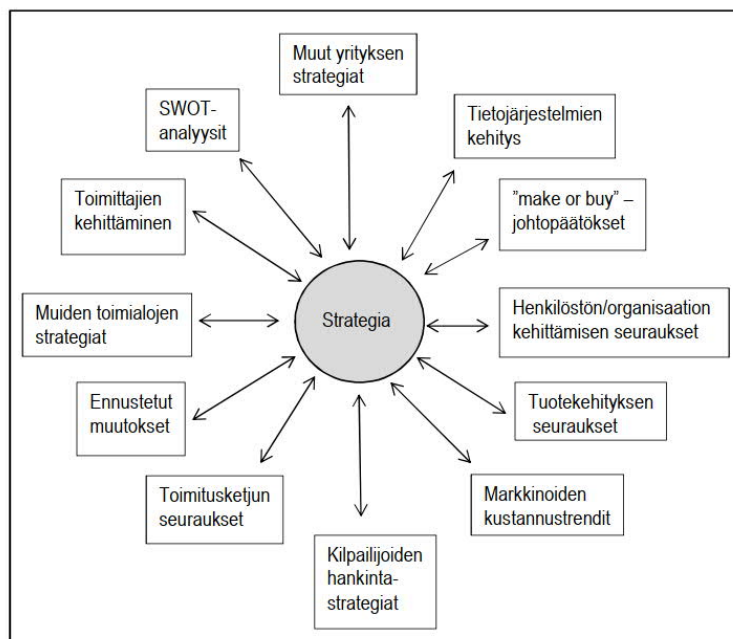 Muut yrityksen
strategiat
SWOT-
analyysit
Tietojärjestelmien
kehitys
Toimittajien
kehittäminen
”make or buy” –
johtopäätökset
Muiden toimialojen
strategiat
Strategia
Henkilöstön/organisaation
kehittämisen seuraukset
Ennustetut
muutokset
Tuotekehityksen
seuraukset
Toimitusketjun
seuraukset
Markkinoiden
kustannustrendit
Kilpailijoiden
hankinta-
strategiat